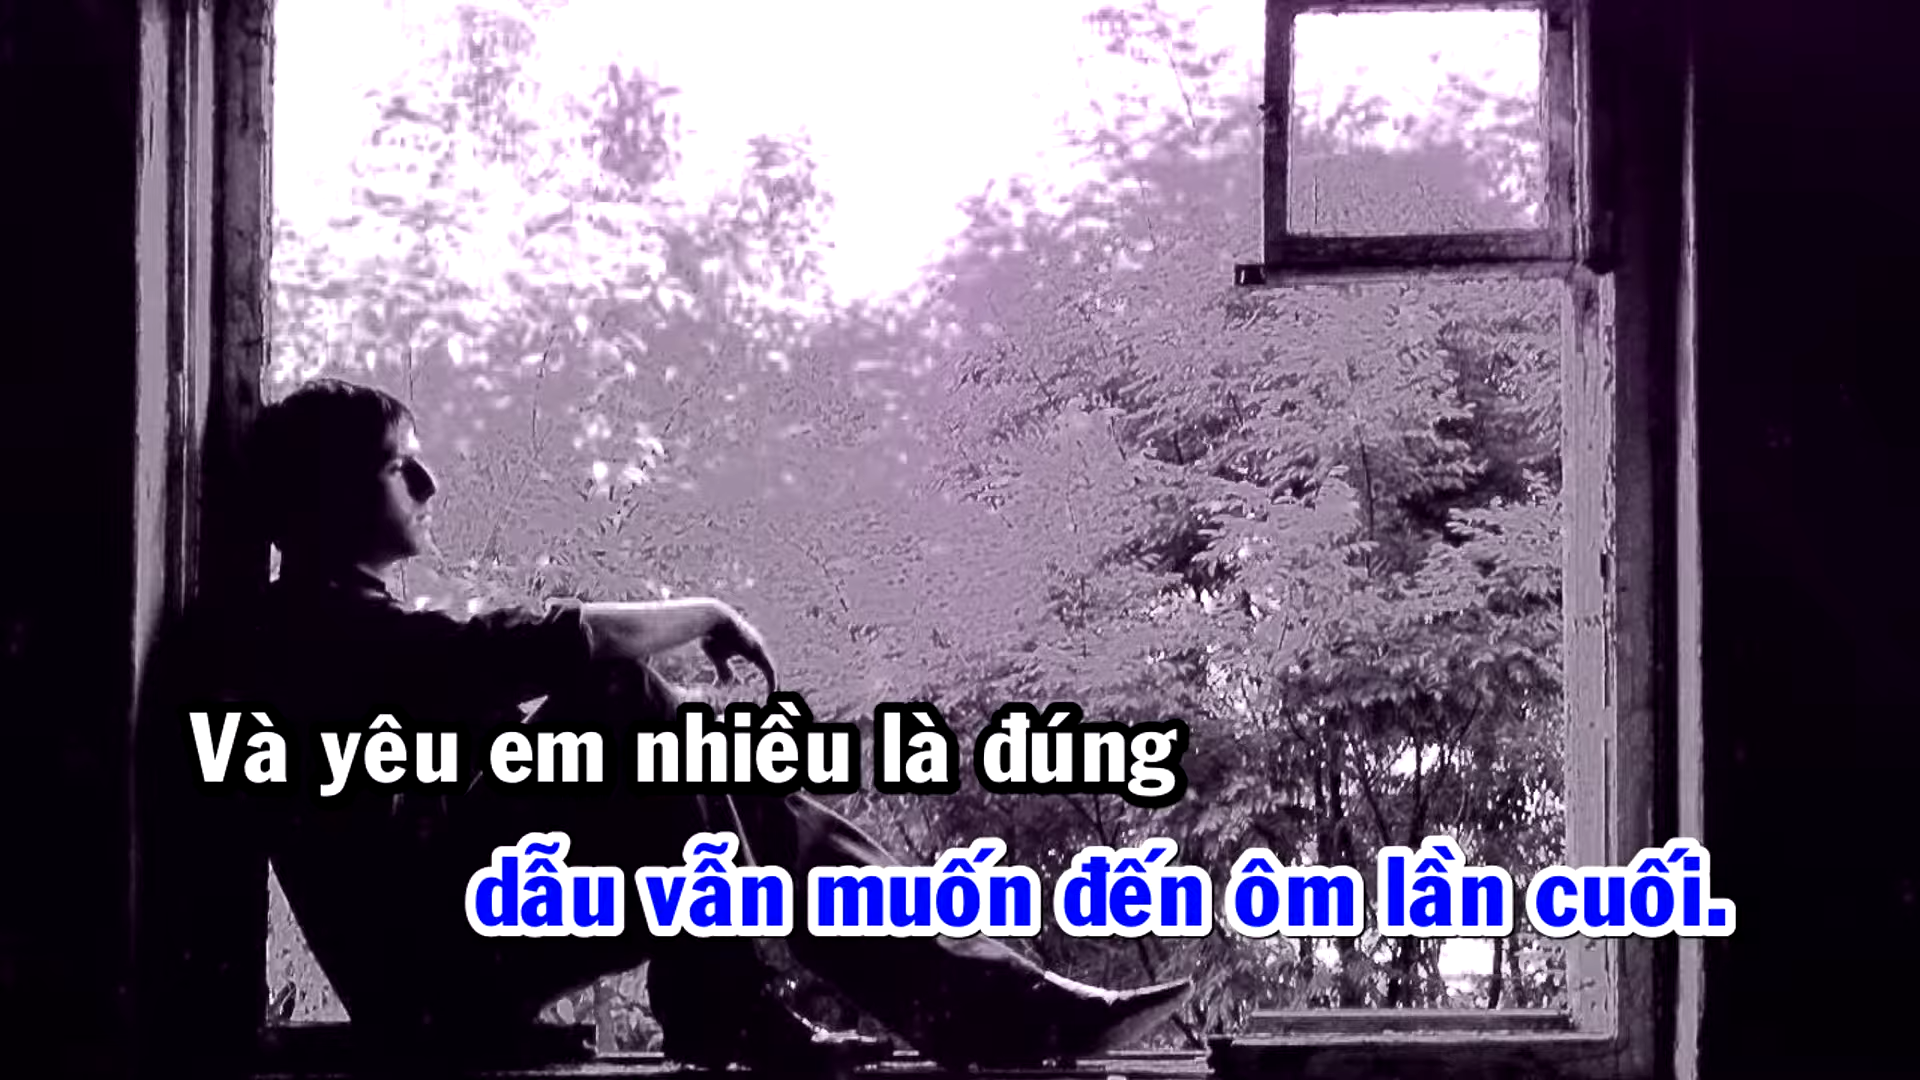 Và yêu em nhiều là đúng
dẫu vẫn muốn đến ôm lần cuối.